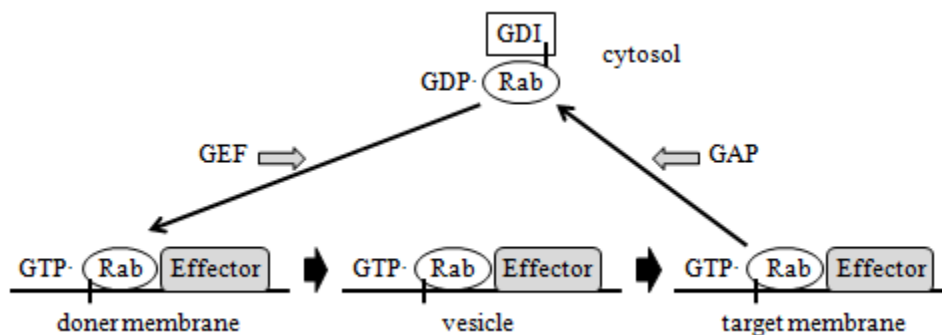 GDI
cytosol
GDP· Rab
GEF
GAP
GTP· Rab Effector
GTP· Rab Effector
GTP· Rab Effector
doner membrane
vesicle
target membrane